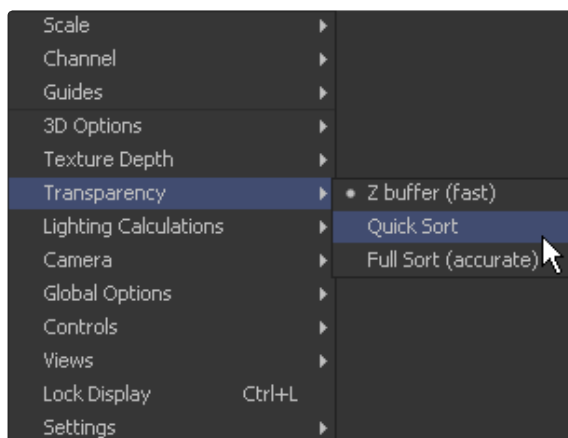 Scale
Channel
Guides
3D Options
Texture Depth
Transparency
Z buffer (fast)
Quick Sort
Full Sort (accurate)
Lighting Calculations
Camera
Global Options
Controls
Views
Lock Display Ctrl+L
Settings